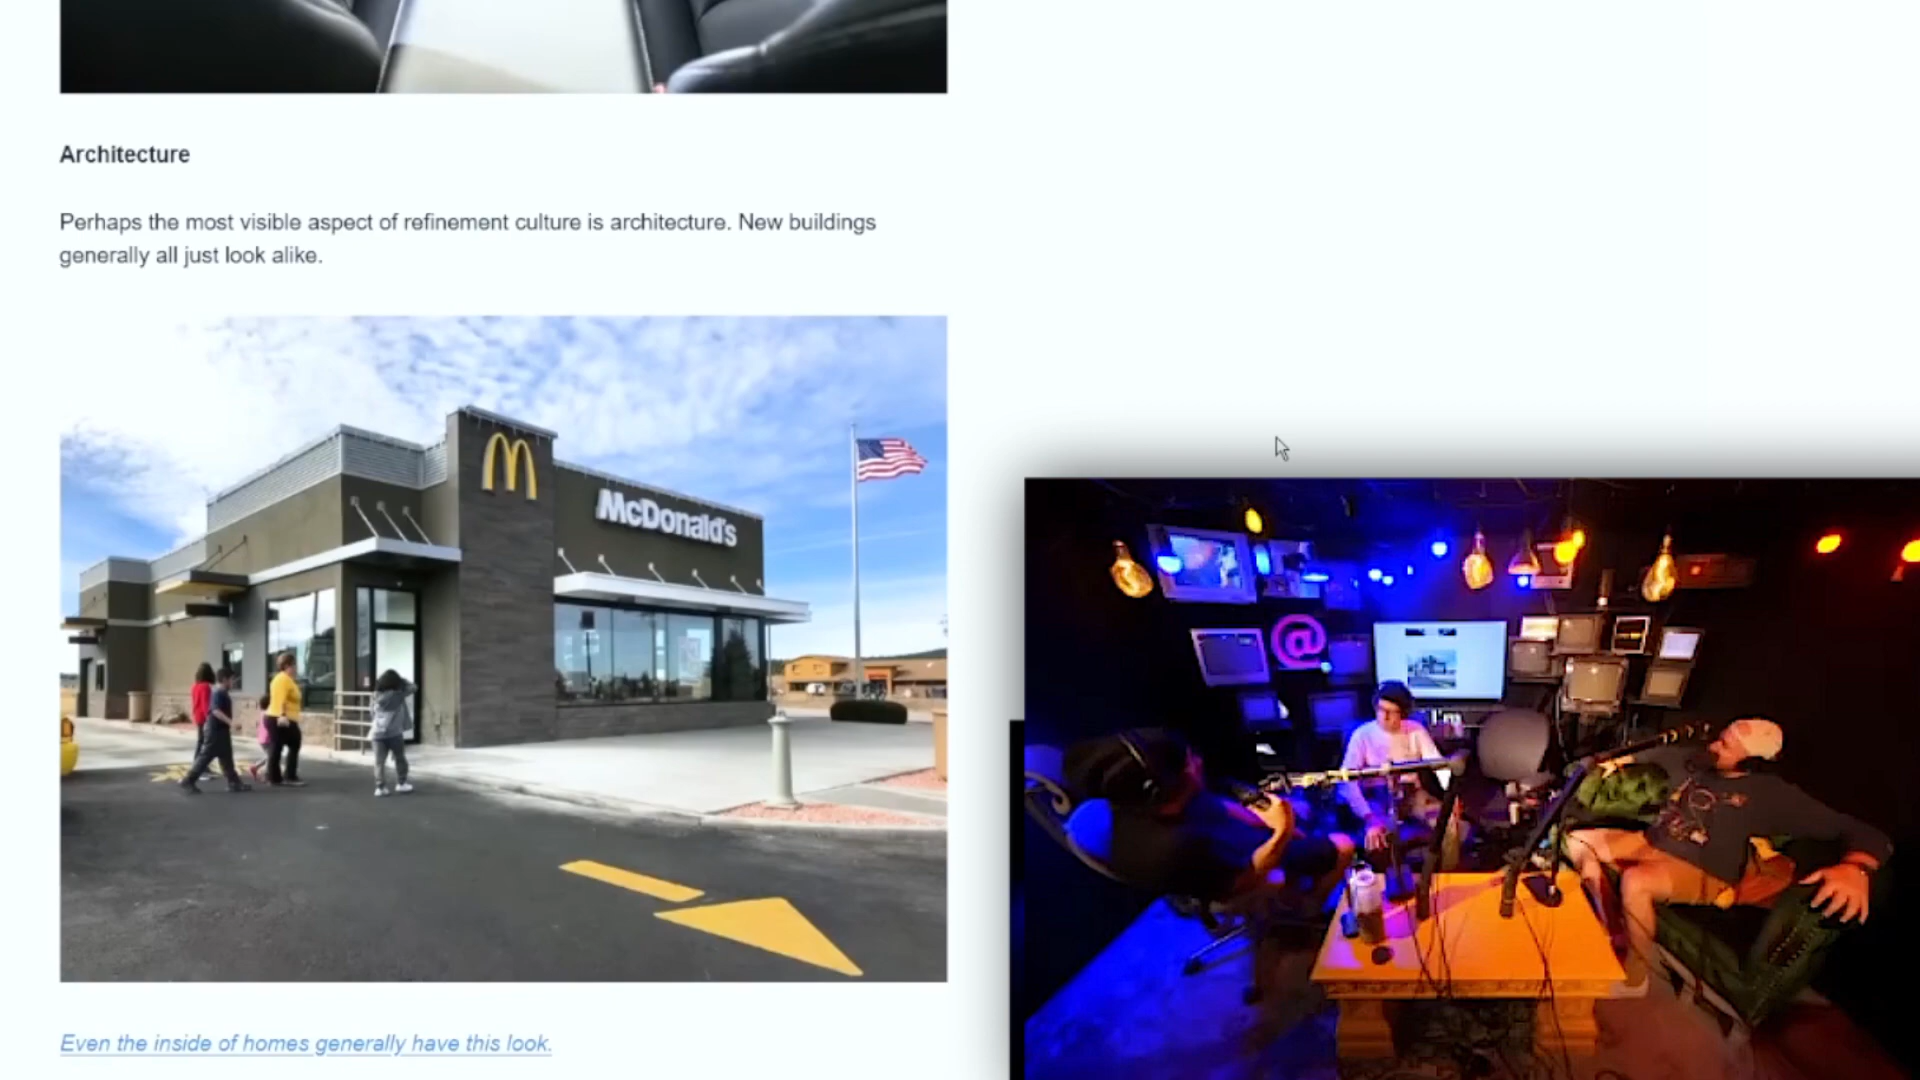 Architecture
Perhaps the most visible aspect of refinement culture is architecture. New buildings
generally all just look alike.
M
McDonald's
@
I'm
Even the inside of homes generally have this look.